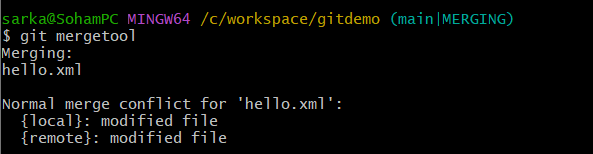 sarka@SohamPC MINGW64 /c/workspace/gitdemo (main|MERGING)
$ git mergetool
Merging:
hello.xml

Normal merge conflict for 'hello.xml':
  {local}: modified file
  {remote}: modified file